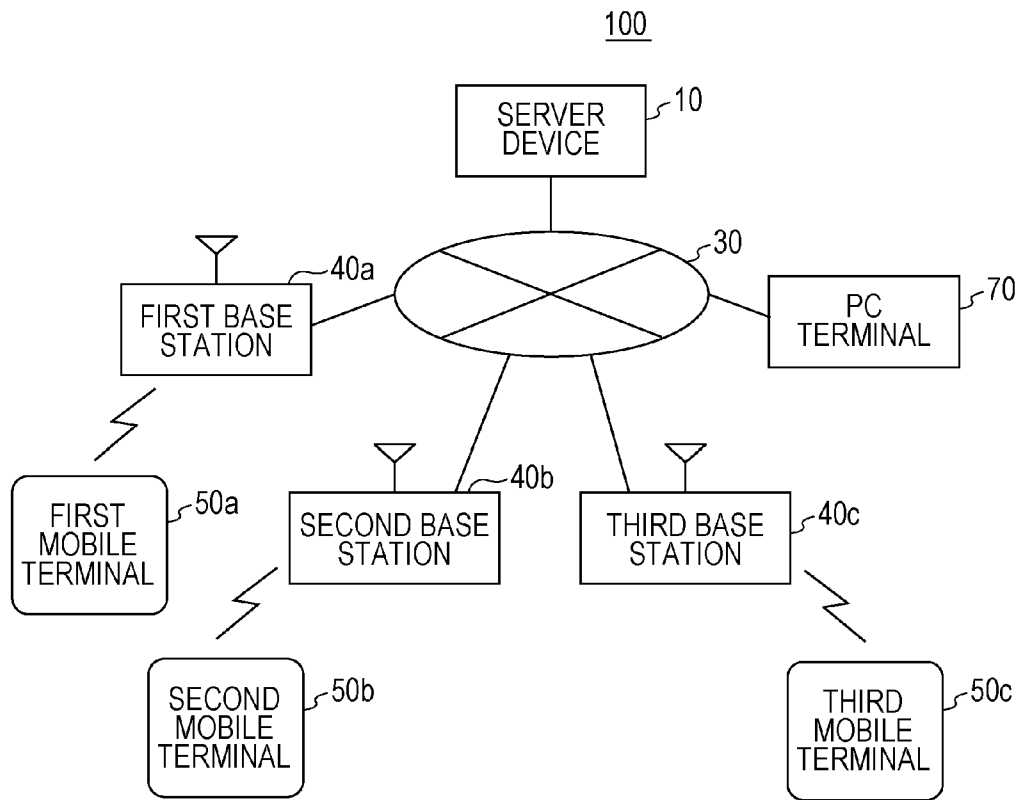 100
SERVER
DEVICE
10
30
40a
FIRST BASE
STATION
PC
TERMINAL
70
FIRST
MOBILE
TERMINAL
50a
SECOND BASE
STATION
40b
THIRD BASE
STATION
40c
SECOND
MOBILE
TERMINAL
50b
THIRD
MOBILE
TERMINAL
50c